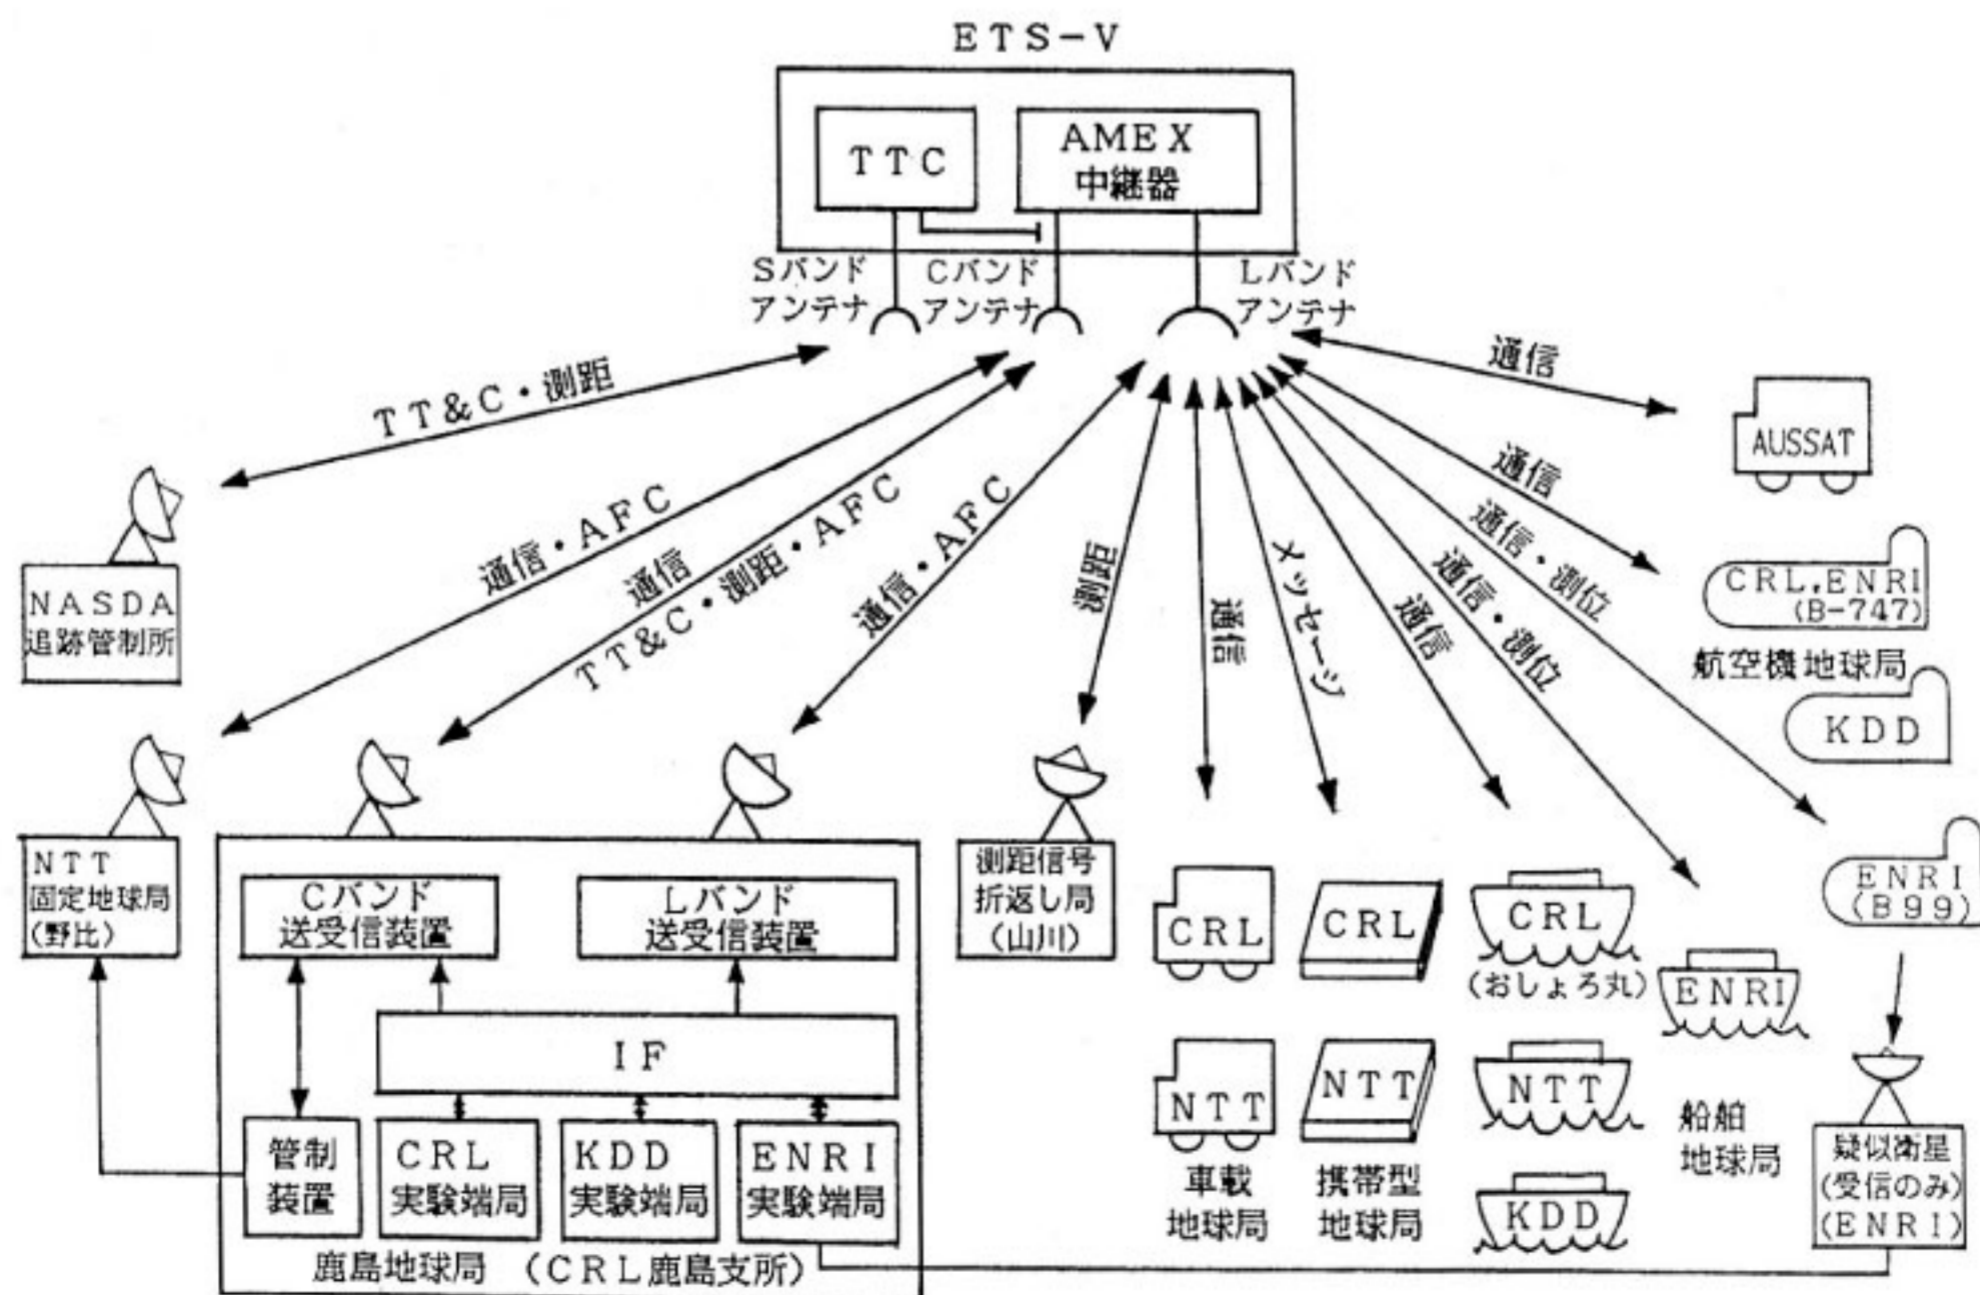 ETS-V
TTC
AMEX
中継器
Sバンド
アンテナ
Cバンド
アンテナ
Lバンド
アンテナ
TT&C・測距
通信・AFC
通信
TT&C・測距・AFC
通信・AFC
測距
通信
メッセージ
通信
通信・測位
通信・測位
通信
通信
AUSSAT
CRL,ENRI
(B-747)
航空機地球局
KDD
ENRI
(B99)
NASDA
追跡管制所
NTT
固定地球局
(野比)
Cバンド
送受信装置
Lバンド
送受信装置
IF
管制
装置
CRL
実験端局
KDD
実験端局
ENRI
実験端局
鹿島地球局 (CRL鹿島支所)
測距信号
折返し局
(山川)
CRL
NTT
車載
地球局
CRL
NTT
携帯型
地球局
CRL
(おしょろ丸)
NTT
KDD
ENRI
船舶
地球局
疑似衛星
(受信のみ)
(ENRI)